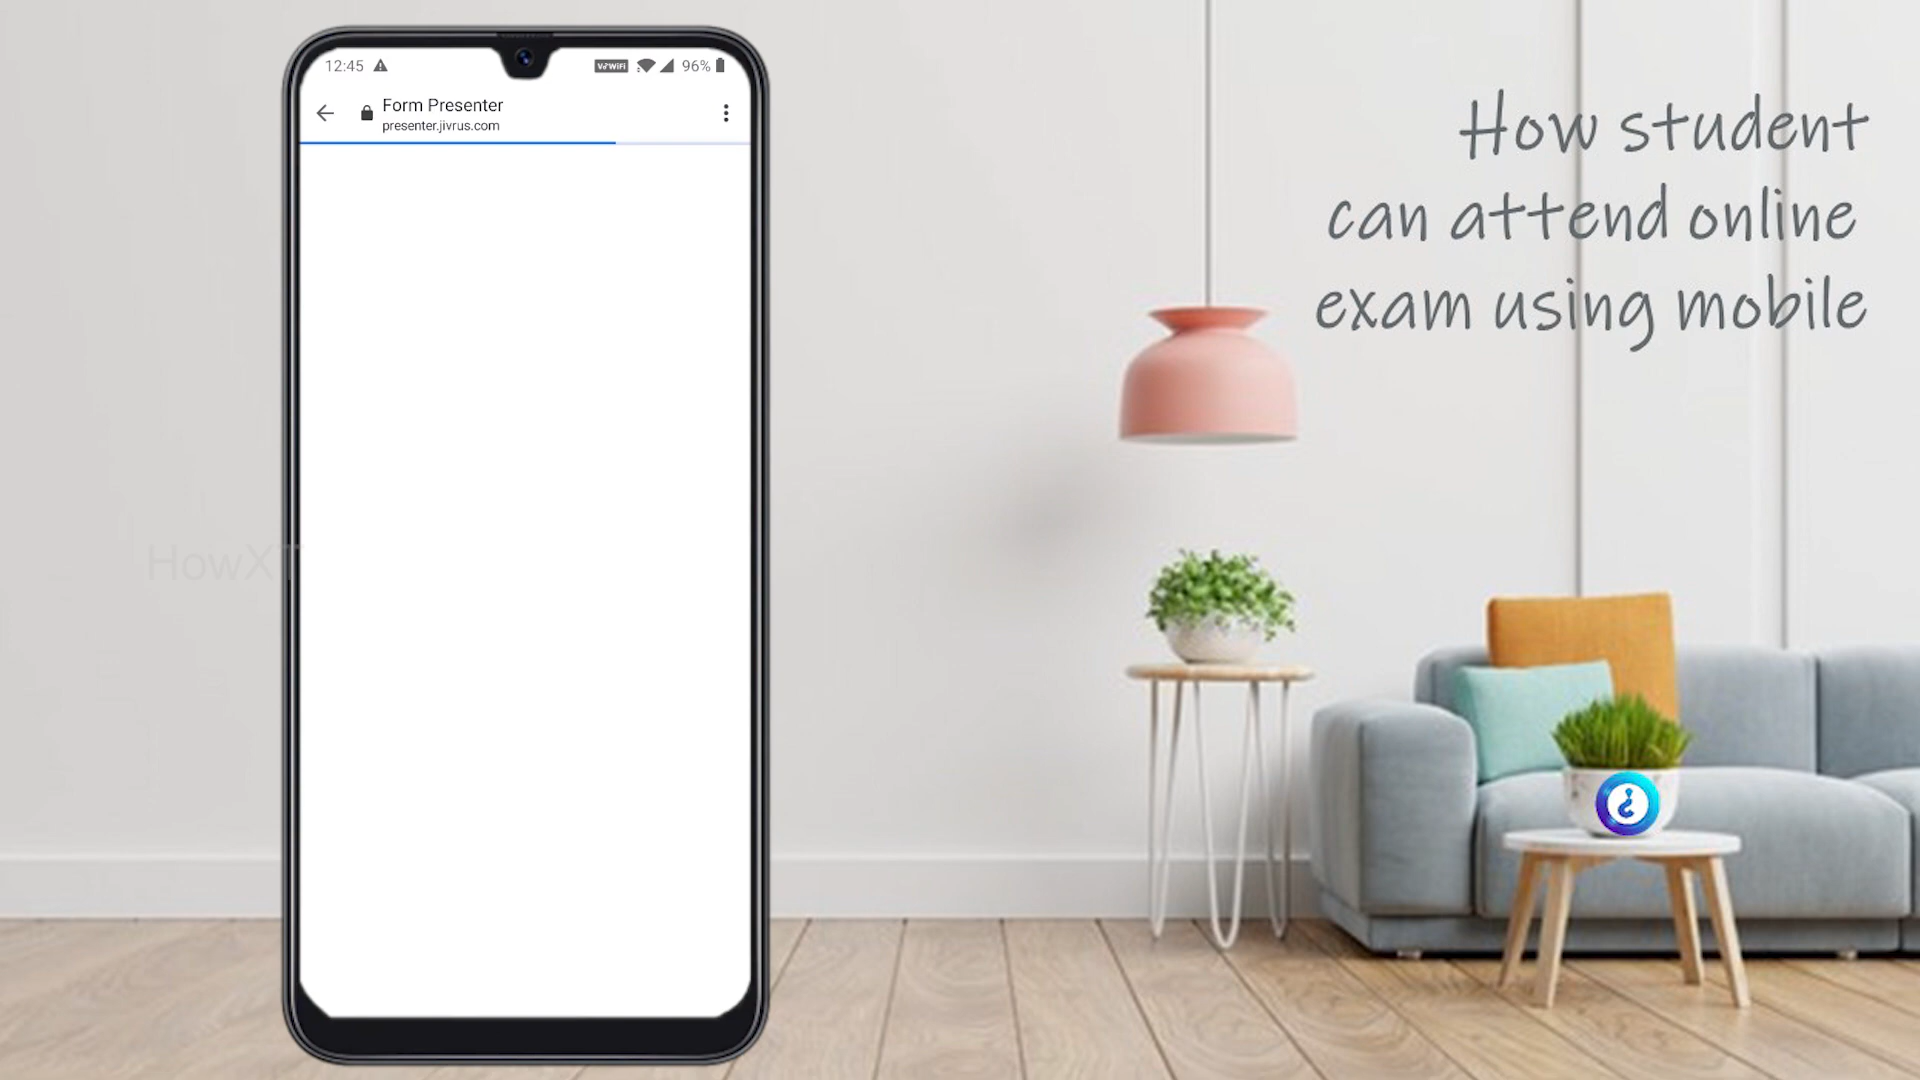 12:45
VoWiFi 96%
Form Presenter
presenter.jivrus.com
How student
can attend online
exam using mobile